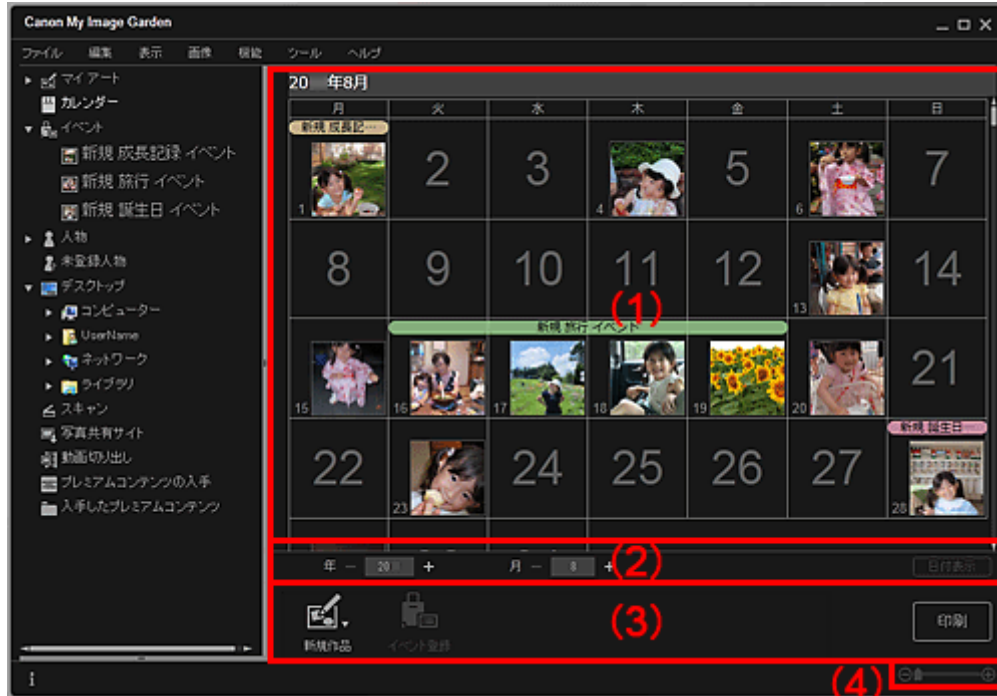 Canon My Image Garden
ファイル 編集 表示 画像 機能 ツール ヘルプ
マイ アート
カレンダー
イベント
新規 成長記録 イベント
新規 旅行 イベント
新規 誕生日 イベント
人物
未登録人物
デスクトップ
コンピューター
UserName
ネットワーク
ライブラリ
スキャン
写真共有サイト
動画切り出し
プレミアムコンテンツの入手
入手したプレミアムコンテンツ
20 年8月
月 火 水 木 金 土 日
新規 成長記…
1 2 3 4 5 6 7
8 9 10 11 12 13 14
(1)
新規 旅行 イベント
15 16 17 18 19 20 21
新規 誕生日…
22 23 24 25 26 27 28
年 − 20 + 月 − 8 + (2) 日付表示
新規作品 イベント登録 (3) 印刷
(4)